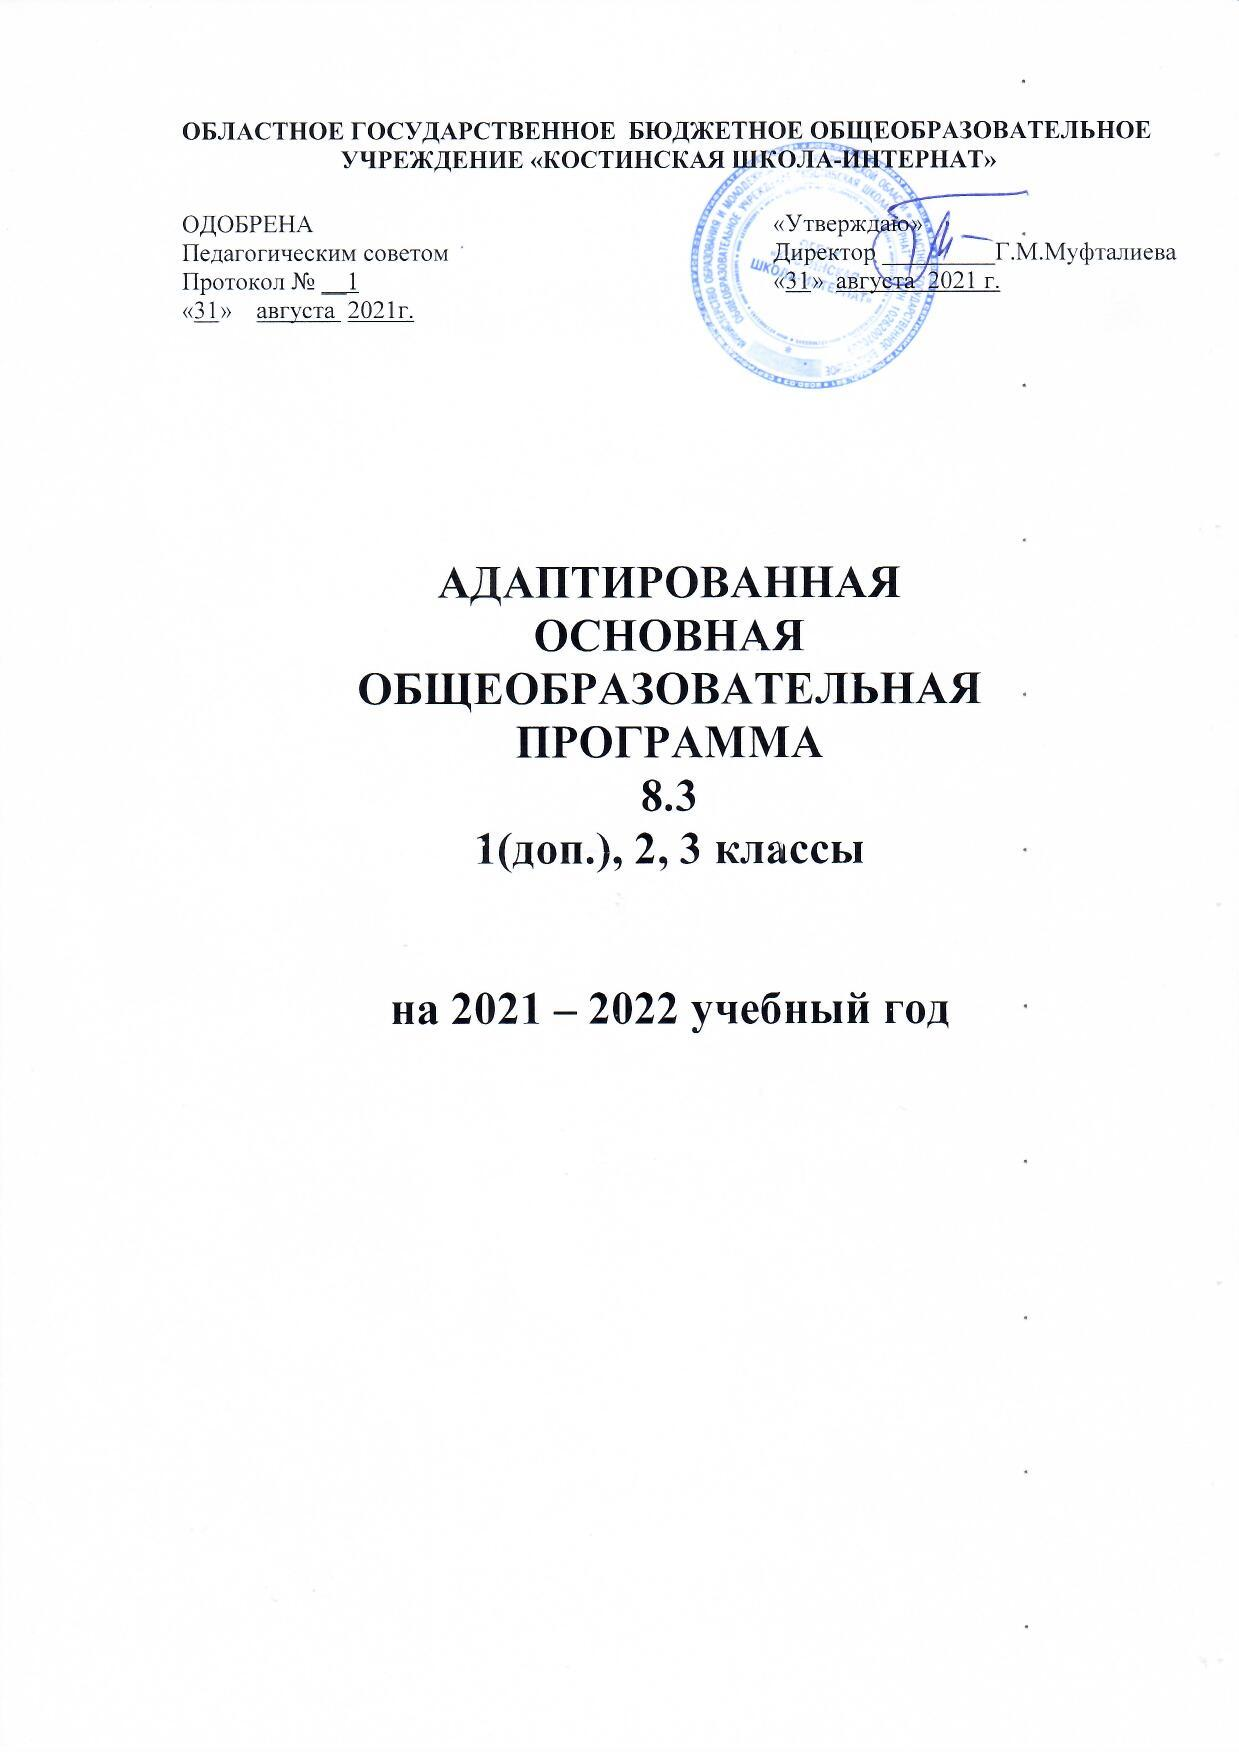 ОБЛАСТНОЕ ГОСУДАРСТВЕННОЕ БЮДЖЕТНОЕ ОБЩЕОБРАЗОВАТЕЛЬНОЕ
УЧРЕЖДЕНИЕ «КОСТИНСКАЯ ШКОЛА-ИНТЕРНАТ»
ОДОБРЕНА
Педагогическим советом
Протокол № __1
«31» августа 2021г.
«Утверждаю»
Директор _________Г.М.Муфталиева
«31» августа 2021 г.
АДАПТИРОВАННАЯ
ОСНОВНАЯ
ОБЩЕОБРАЗОВАТЕЛЬНАЯ
ПРОГРАММА
8.3
1(доп.), 2, 3 классы
на 2021 – 2022 учебный год